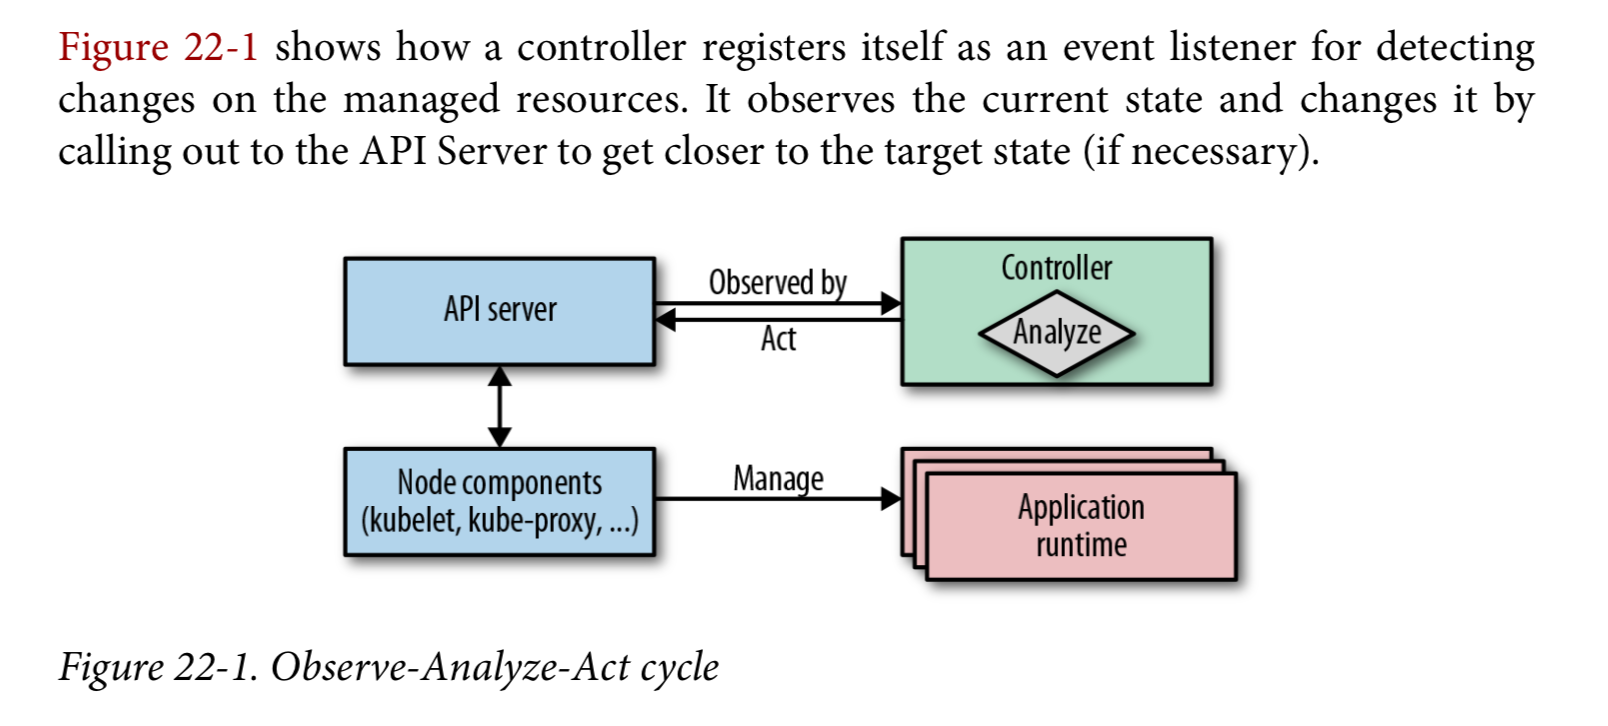 Figure 22-1 shows how a controller registers itself as an event listener for detecting
changes on the managed resources. It observes the current state and changes it by
calling out to the API Server to get closer to the target state (if necessary).
API server
Observed by
Act
Controller
Analyze
Node components
(kubelet, kube-proxy, ...)
Manage
Application
runtime
Figure 22-1. Observe-Analyze-Act cycle